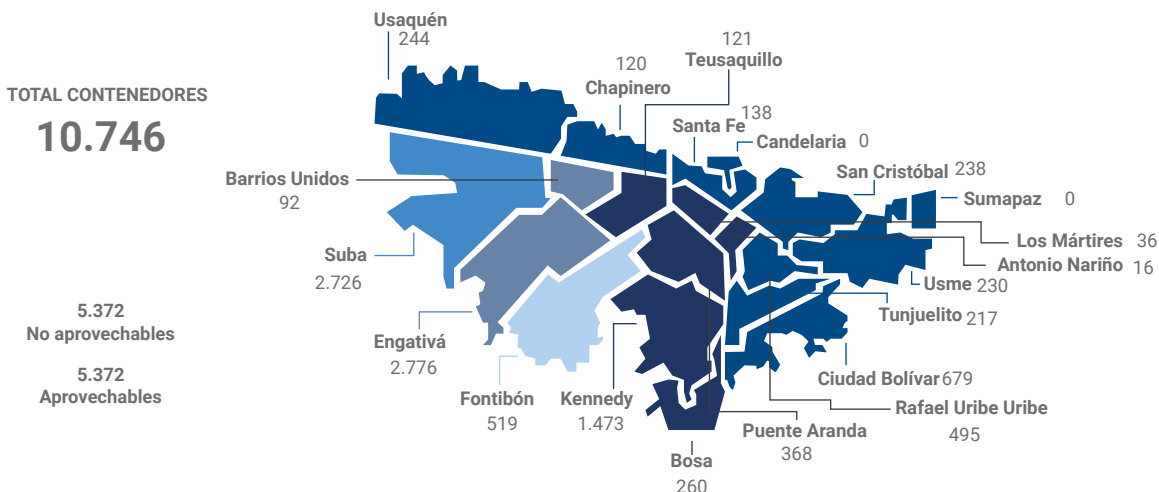 Usaquén
244
TOTAL CONTENEDORES
10.746
120
Chapinero
121
Teusaquillo
Santa Fe
138
Candelaria 0
San Cristóbal 238
Sumapaz 0
Barrios Unidos
92
Los Mártires 36
Antonio Nariño 16
Suba
2.726
Usme 230
Tunjuelito 217
5.372
No aprovechables
5.372
Aprovechables
Engativá
2.776
Fontibón
519
Kennedy
1.473
Ciudad Bolívar 679
Rafael Uribe Uribe
495
Puente Aranda
368
Bosa
260